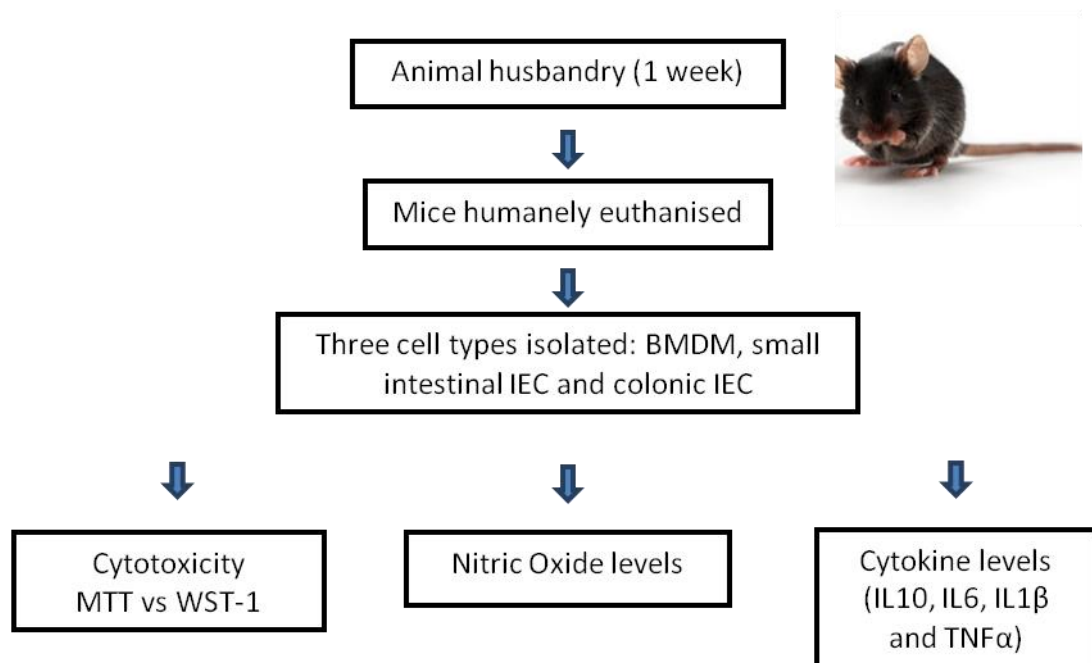 Animal husbandry (1 week)
Mice humanely euthanised
Three cell types isolated: BMDM, small
intestinal IEC and colonic IEC
Cytotoxicity
MTT vs WST-1
Nitric Oxide levels
Cytokine levels
(IL10, IL6, IL1β
and TNFα)